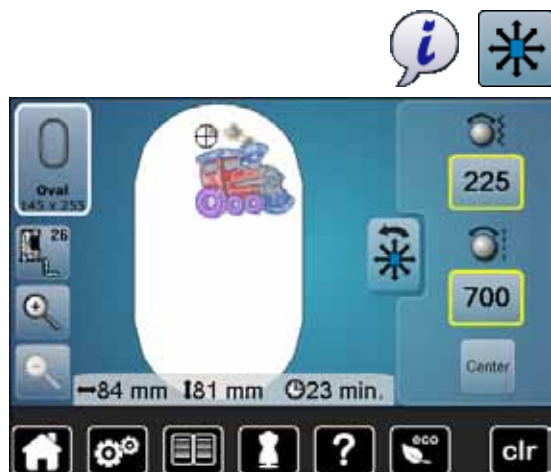 i
Oval
145 x 255
26
225
700
Center
84 mm 81 mm 23 min.
?
eco
clr